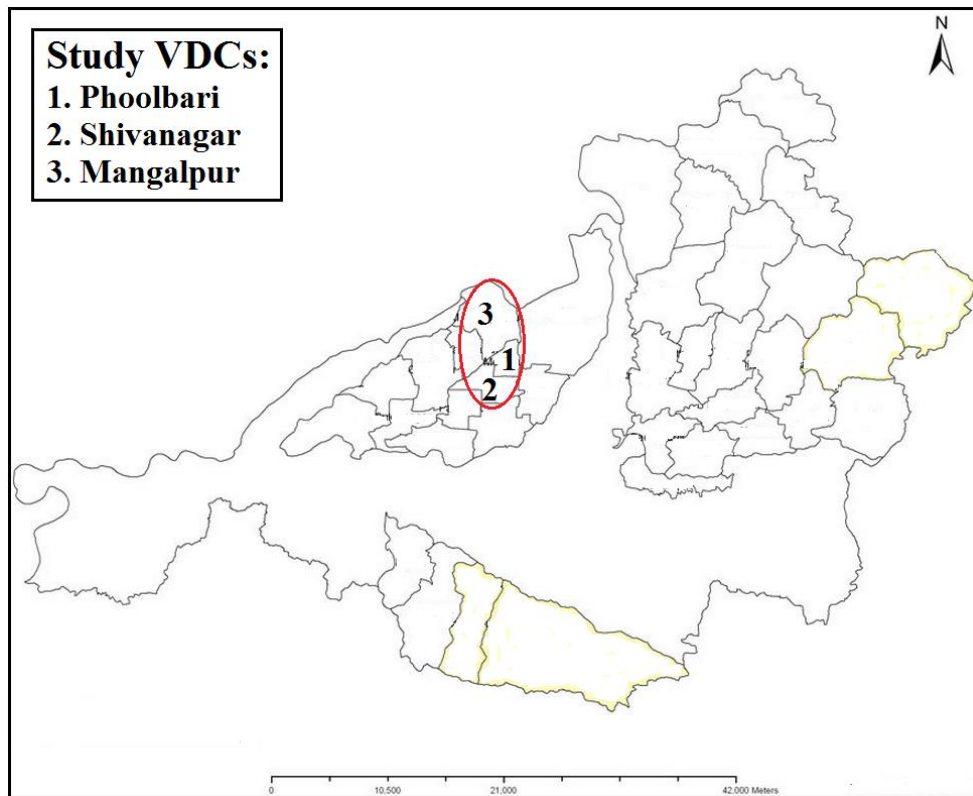 Study VDCs:
1. Phoolbari
2. Shivanagar
3. Mangalpur
N
3
1
2
0 10,500 21,000 42,000 Meters